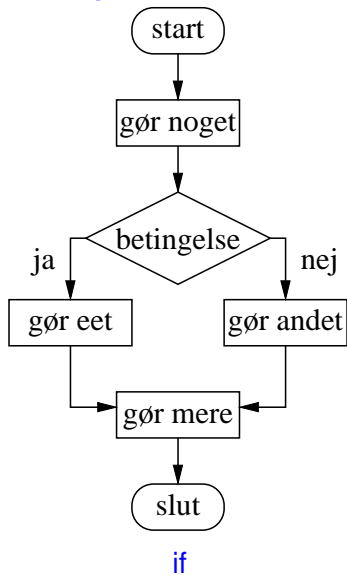 start
gør noget
betingelse
ja
nej
gør eet
gør andet
gør mere
slut
if